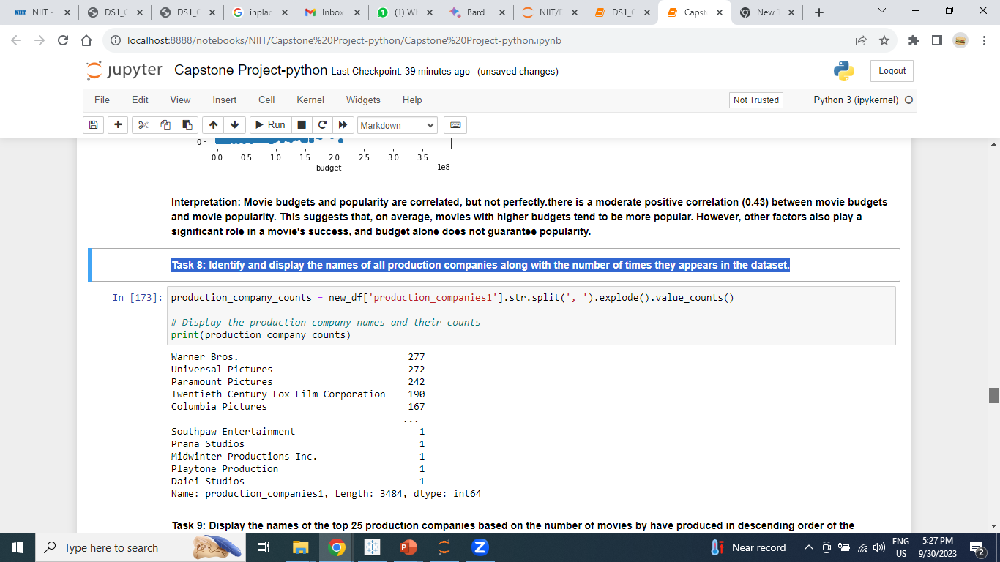 NIIT -
DS1_C
DS1_C
inplac
Inbox
(1) W
Bard
NIIT/D
DS1_C
Capst
New T
localhost:8888/notebooks/NIIT/Capstone%20Project-python/Capstone%20Project-python.ipynb
jupyter Capstone Project-python Last Checkpoint: 39 minutes ago (unsaved changes)
Logout
File Edit View Insert Cell Kernel Widgets Help
Not Trusted
Python 3 (ipykernel)
Run
Markdown
0
0.0 0.5 1.0 1.5 2.0 2.5 3.0 3.5
budget
1e8
Interpretation: Movie budgets and popularity are correlated, but not perfectly.there is a moderate positive correlation (0.43) between movie budgets
and movie popularity. This suggests that, on average, movies with higher budgets tend to be more popular. However, other factors also play a
significant role in a movie's success, and budget alone does not guarantee popularity.
Task 8: Identify and display the names of all production companies along with the number of times they appears in the dataset.
In [173]: production_company_counts = new_df['production_companies1'].str.split(', ').explode().value_counts()
# Display the production company names and their counts
print(production_company_counts)
Warner Bros. 277
Universal Pictures 272
Paramount Pictures 242
Twentieth Century Fox Film Corporation 190
Columbia Pictures 167
...
Southpaw Entertainment 1
Prana Studios 1
Midwinter Productions Inc. 1
Playtone Production 1
Daiei Studios 1
Name: production_companies1, Length: 3484, dtype: int64
Task 9: Display the names of the top 25 production companies based on the number of movies by have produced in descending order of the
Type here to search
Near record
ENG
US
5:27 PM
9/30/2023
2